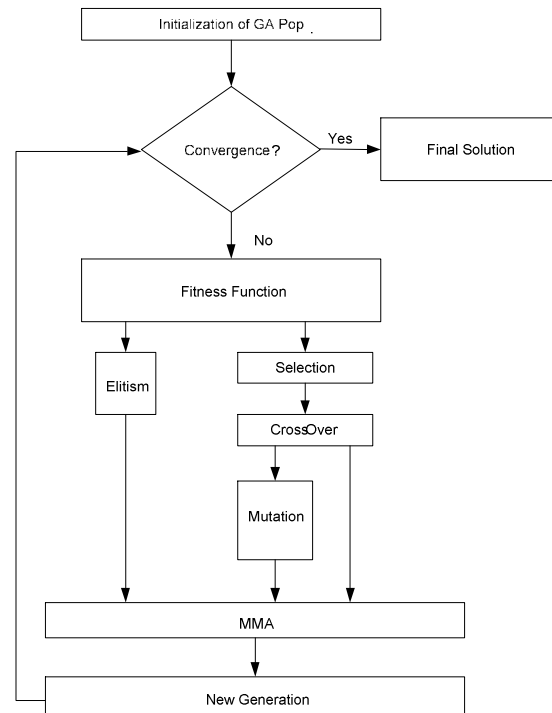 Initialization of GA Pop .
Convergence?
Yes
Final Solution
No
Fitness Function
Elitism
Selection
CrossOver
Mutation
MMA
New Generation